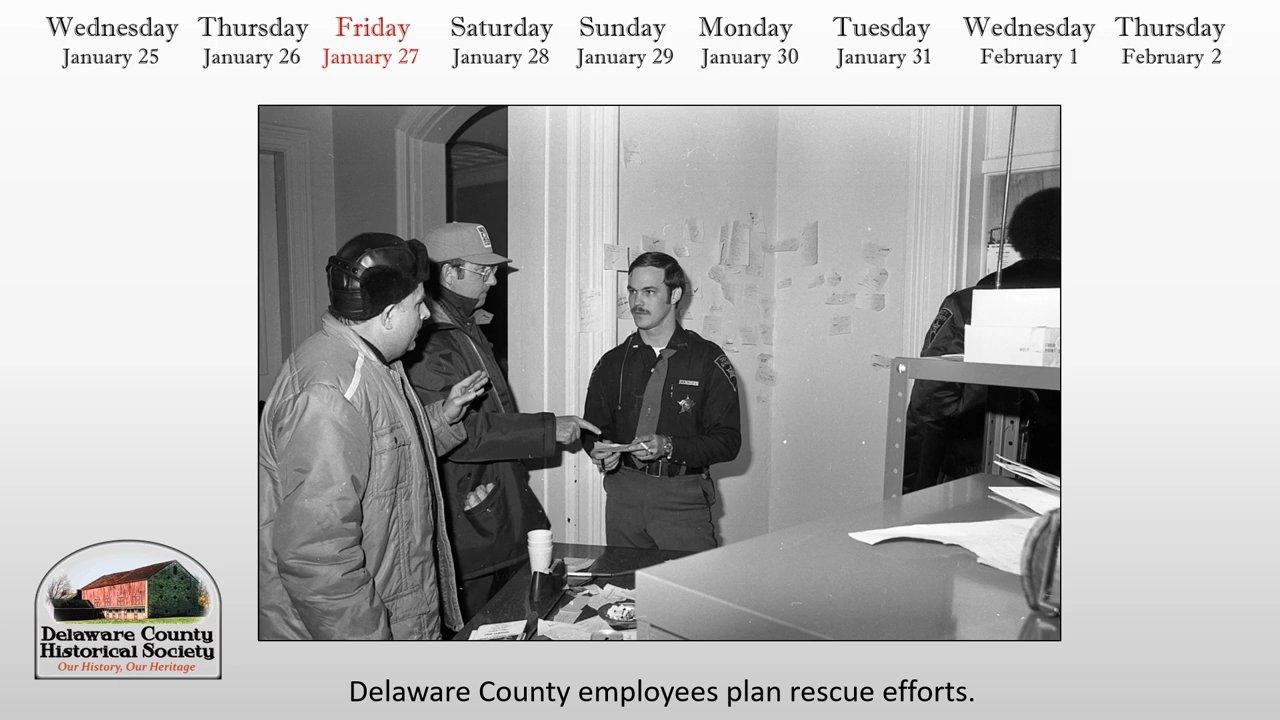 Wednesday Thursday Friday Saturday Sunday Monday Tuesday Wednesday Thursday
January 25 January 26 January 27 January 28 January 29 January 30 January 31 February 1 February 2
Delaware County
Historical Society
Our History, Our Heritage
Delaware County employees plan rescue efforts.